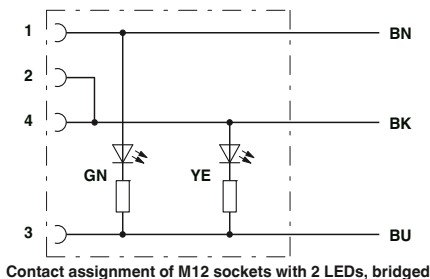 1 BN
2
4 BK
GN YE
3 BU
Contact assignment of M12 sockets with 2 LEDs, bridged